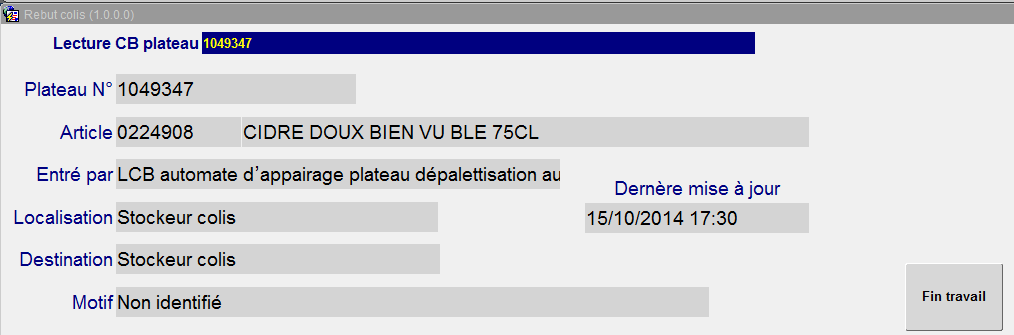 Rebut colis (1.0.0.0)
Lecture CB plateau 1049347
Plateau N° 1049347
Article 0224908 CIDRE DOUX BIEN VU BLE 75CL
Entré par LCB automate d’appairage plateau dépalettisation au
Dernère mise à jour
Localisation Stockeur colis 15/10/2014 17:30
Destination Stockeur colis
Motif Non identifié
Fin travail